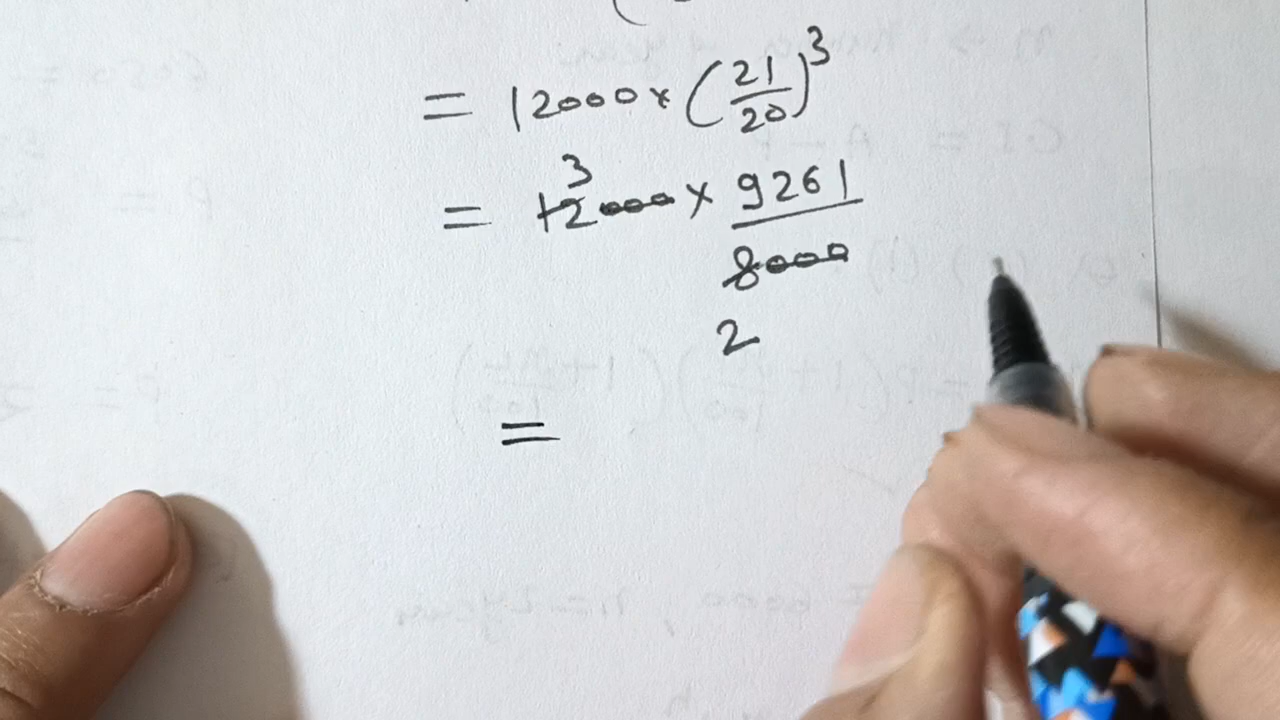 = 12000 × (21/20)^3
3
= 12000 × 9261
8000
2
=